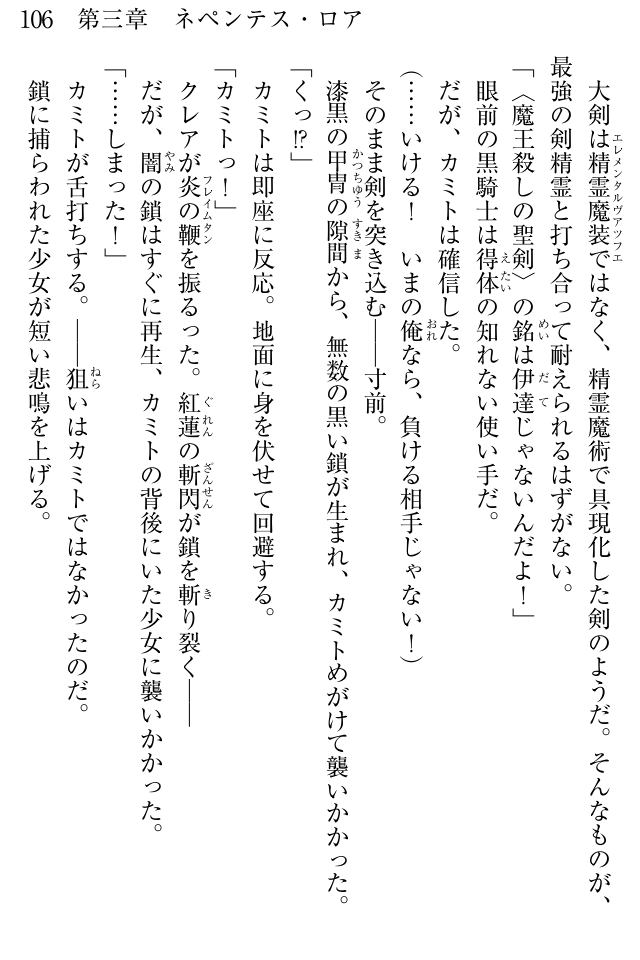 106　第三章　ネペンテス・ロア
大剣は精霊魔装ではなく、精霊魔術で具現化した剣のようだ。そんなものが、
最強の剣精霊と打ち合って耐えられるはずがない。
「〈魔王殺しの聖剣〉の銘は伊達じゃないんだよ！」
眼前の黒騎士は得体の知れない使い手だ。
だが、カミトは確信した。
（……いける！　いまの俺なら、負ける相手じゃない！）
そのまま剣を突き込む――寸前。
漆黒の甲冑の隙間から、無数の黒い鎖が生まれ、カミトめがけて襲いかかった。
「くっ!?」
カミトは即座に反応。地面に身を伏せて回避する。
「カミトっ！」
クレアが炎の鞭を振るった。紅蓮の斬閃が鎖を斬り裂く――
だが、闇の鎖はすぐに再生、カミトの背後にいた少女に襲いかかった。
「……しまった！」
カミトが舌打ちする。――狙いはカミトではなかったのだ。
鎖に捕らわれた少女が短い悲鳴を上げる。